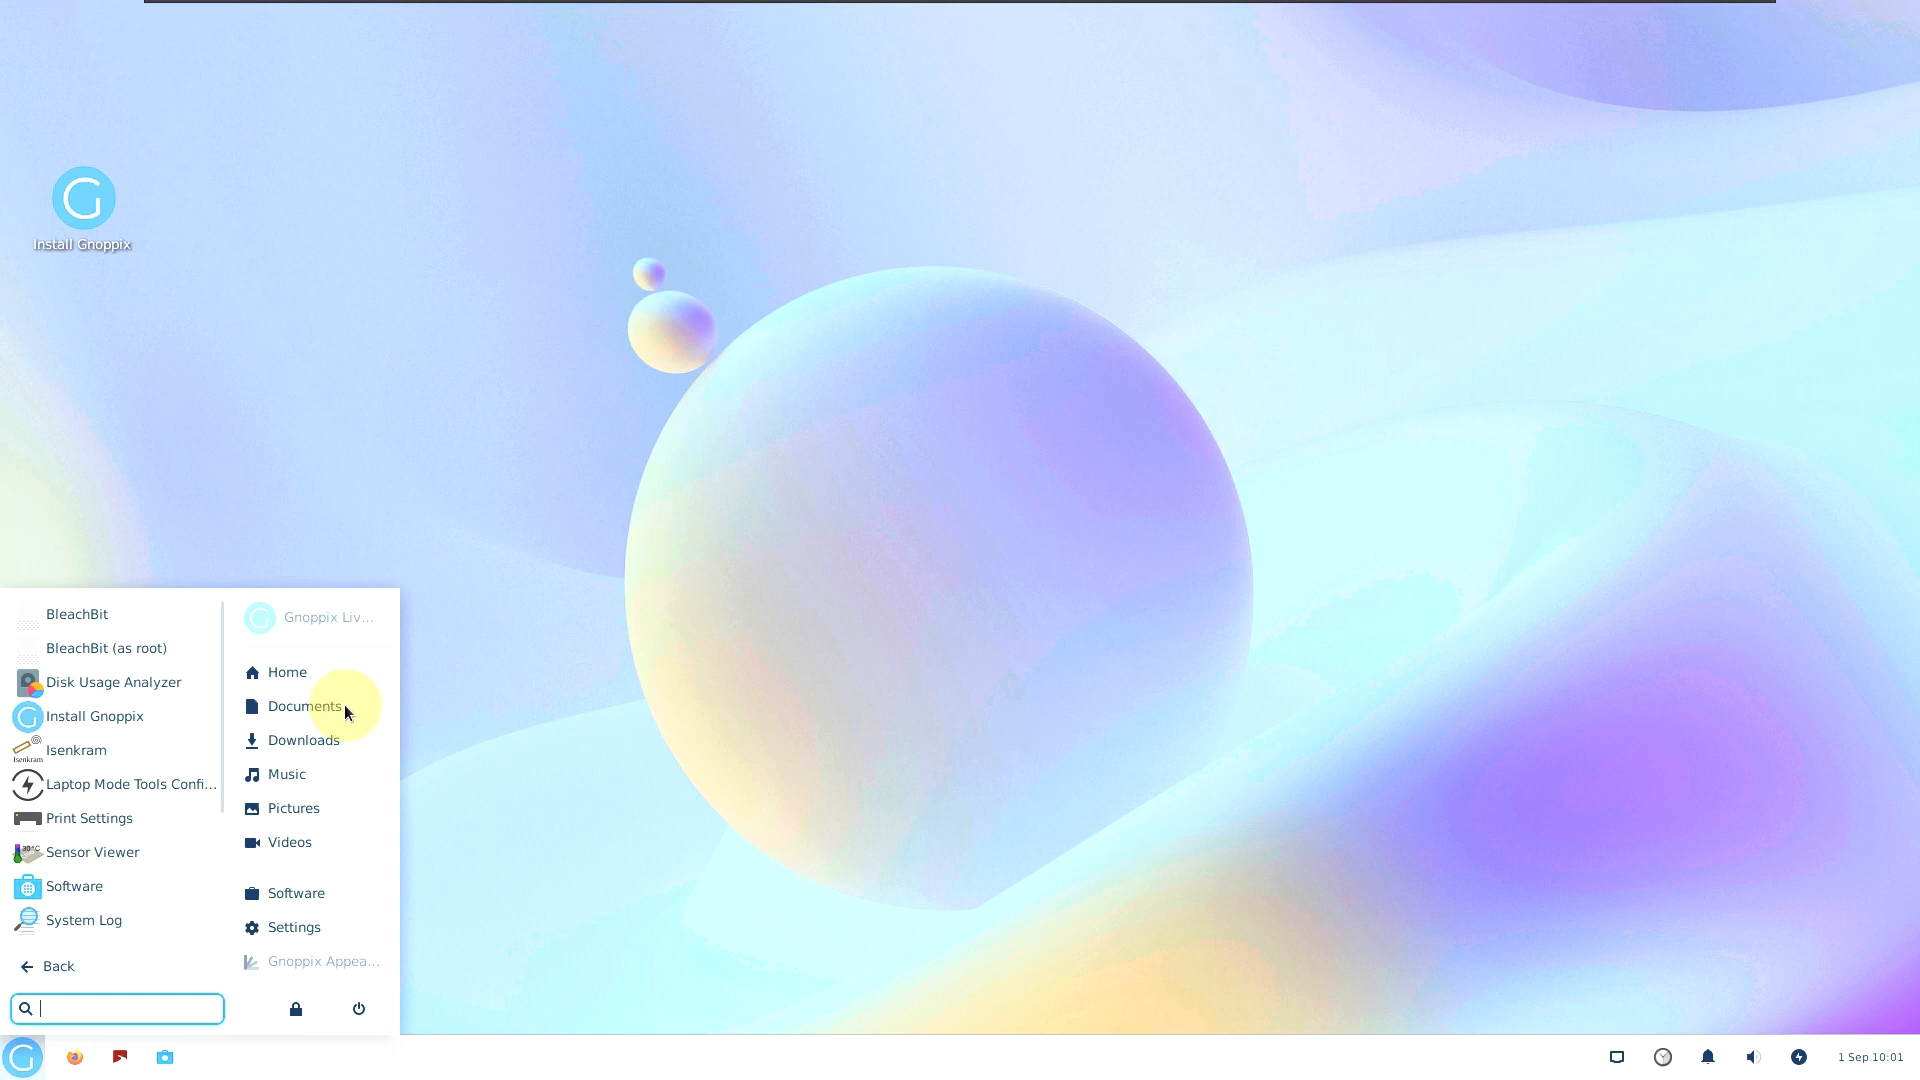 Install Gnoppix
BleachBit
BleachBit (as root)
Disk Usage Analyzer
Install Gnoppix
Isenkram
Isenkram
Laptop Mode Tools Confi...
Print Settings
30°C
Sensor Viewer
Software
System Log
Back
Gnoppix Liv...
Home
Documents
Downloads
Music
Pictures
Videos
Software
Settings
Gnoppix Appea...
1 Sep 10:01